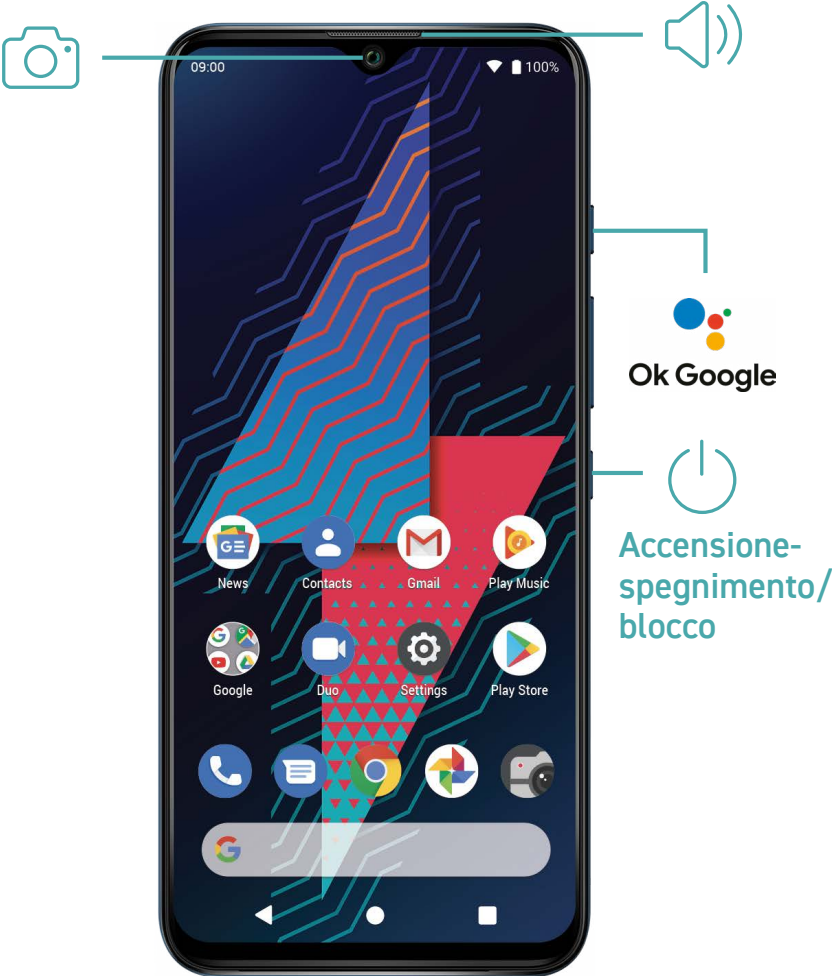 09:00
100%
Ok Google
Accensione-
spegnimento/
blocco
G≡
News
Contacts
Gmail
Play Music
Google
Duo
Settings
Play Store
G